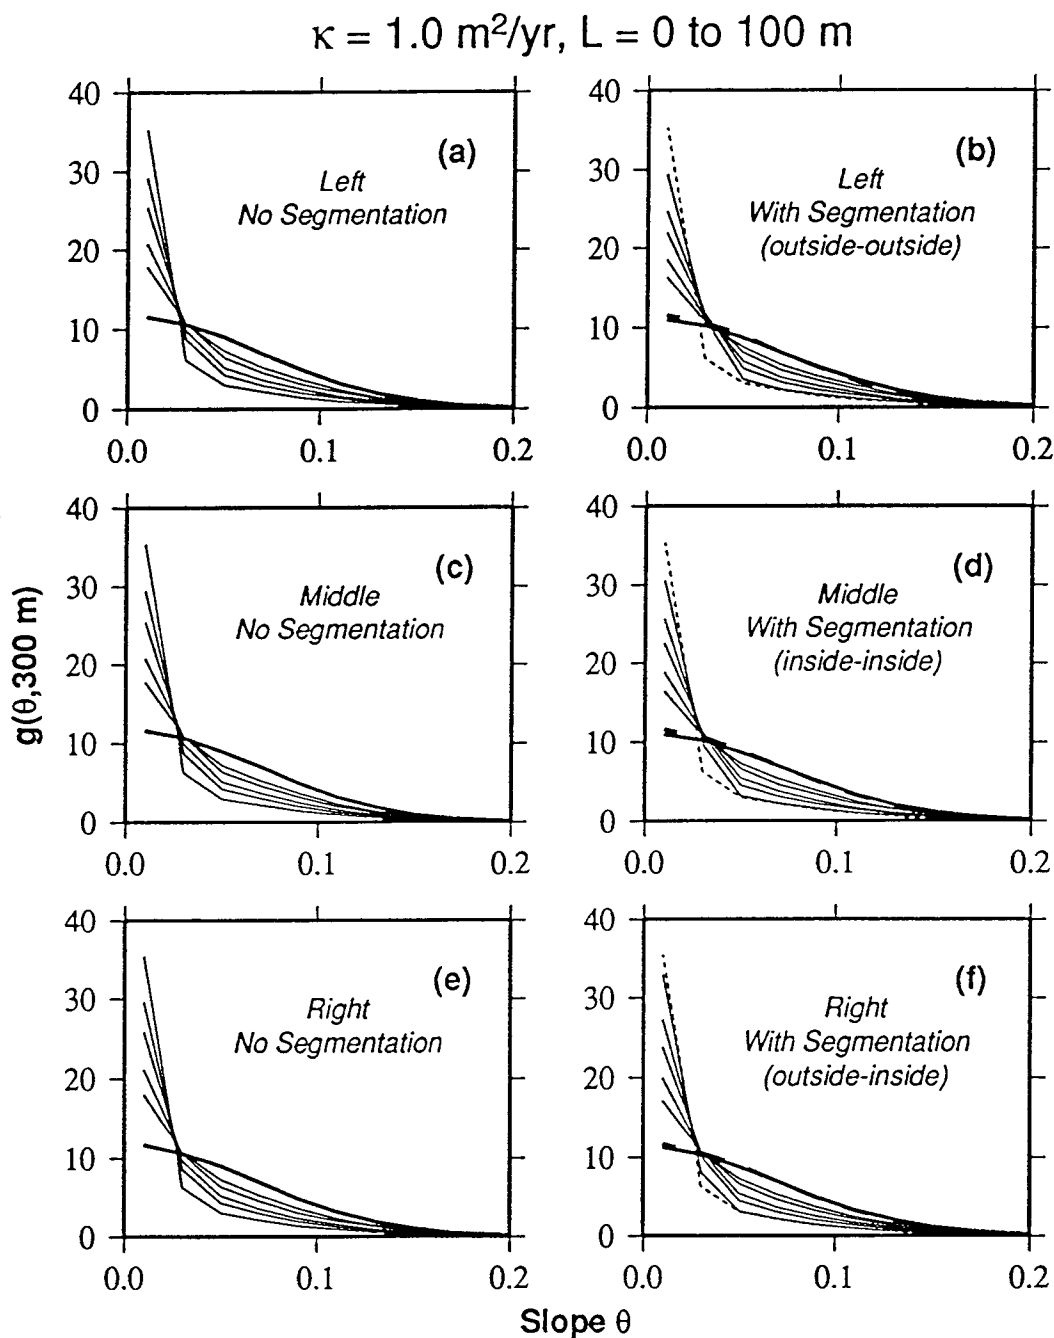 κ = 1.0 m²/yr, L = 0 to 100 m
40
30
20
10
0
0.0
0.1
0.2
(a)
Left
No Segmentation
40
30
20
10
0
0.0
0.1
0.2
(b)
Left
With Segmentation
(outside-outside)
40
30
20
10
0
0.0
0.1
0.2
(c)
Middle
No Segmentation
40
30
20
10
0
0.0
0.1
0.2
(d)
Middle
With Segmentation
(inside-inside)
40
30
20
10
0
0.0
0.1
0.2
(e)
Right
No Segmentation
40
30
20
10
0
0.0
0.1
0.2
(f)
Right
With Segmentation
(outside-inside)
g(θ,300 m)
Slope θ